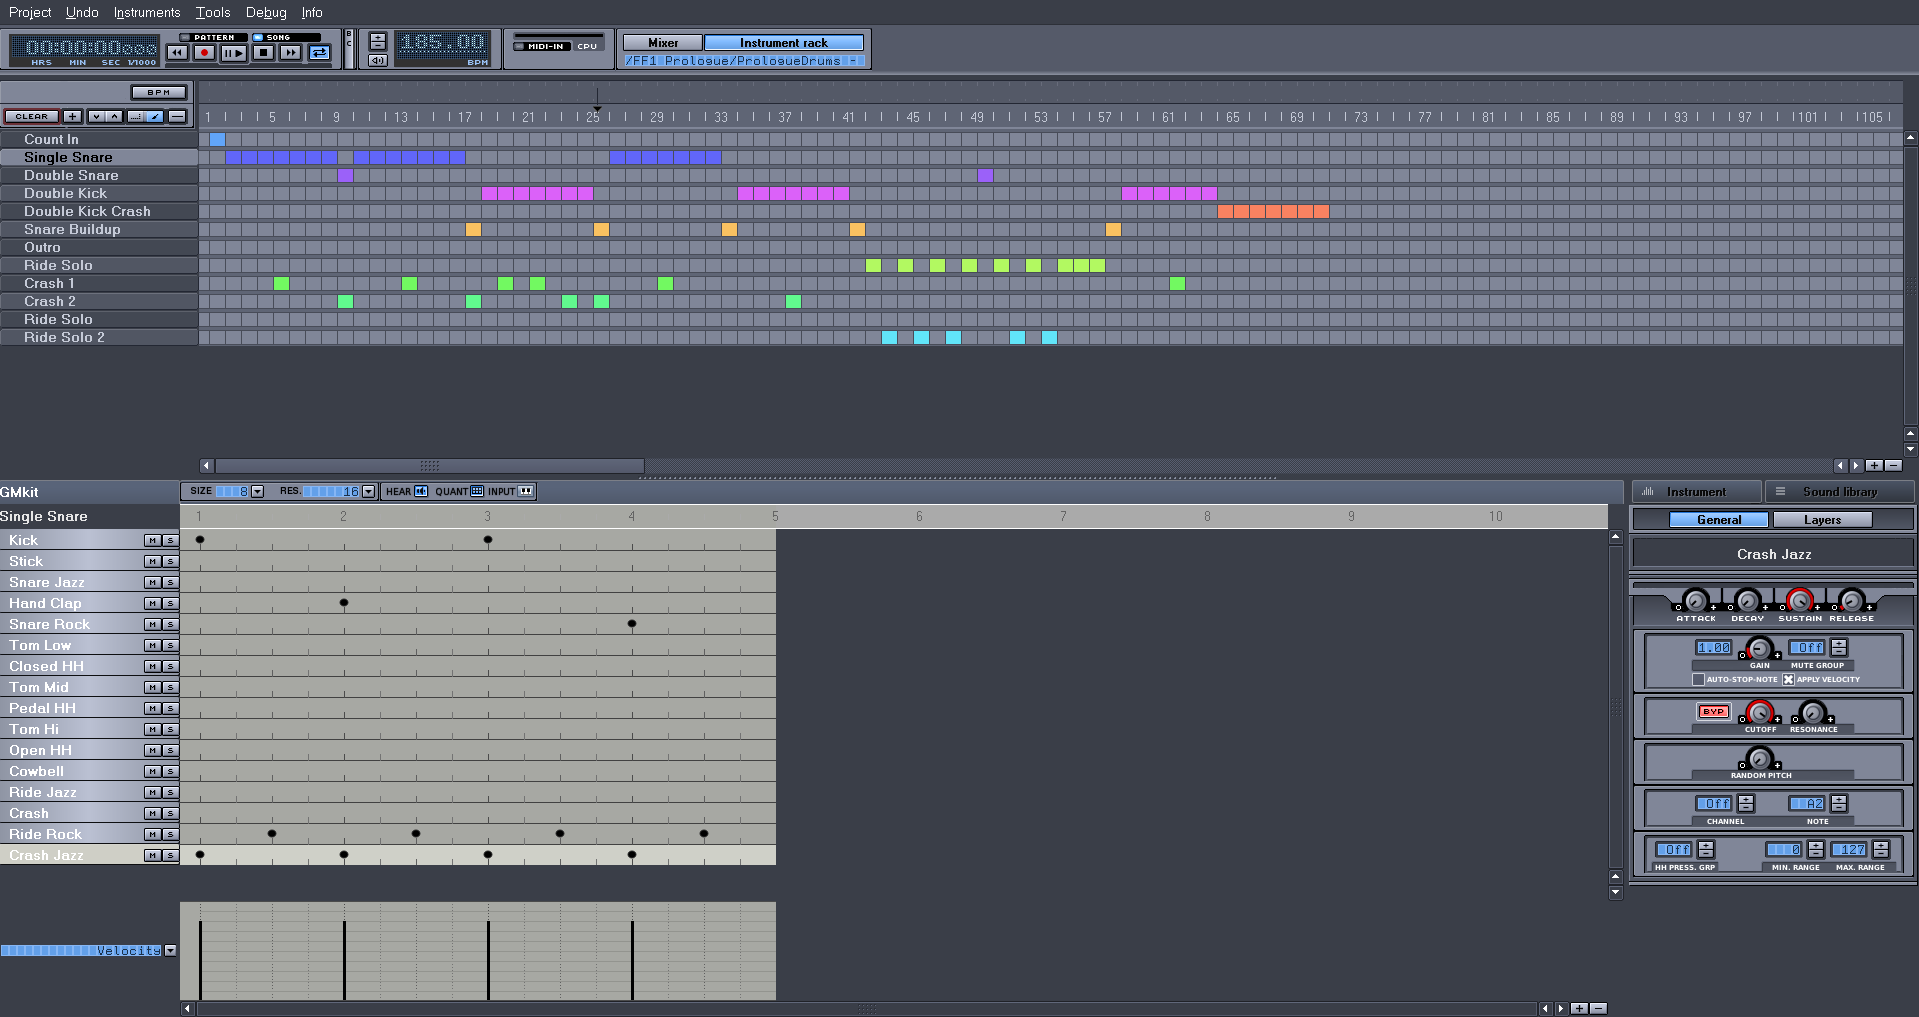 Project Undo Instruments Tools Debug Info
00:00:00:000
HRS MIN SEC 1/1000
PATTERN SONG
B
C
185.00
BPM
MIDI-IN CPU
Mixer Instrument rack
/FF1 Prologue/PrologueDrums -
BPM
CLEAR
1 5 9 13 17 21 25 29 33 37 41 45 49 53 57 61 65 69 73 77 81 85 89 93 97 101 105
Count In
Single Snare
Double Snare
Double Kick
Double Kick Crash
Snare Buildup
Outro
Ride Solo
Crash 1
Crash 2
Ride Solo
Ride Solo 2
GMkit
SIZE 8 RES. 16 HEAR QUANT INPUT
Single Snare
1 2 3 4 5 6 7 8 9 10
Kick M S
Stick M S
Snare Jazz M S
Hand Clap M S
Snare Rock M S
Tom Low M S
Closed HH M S
Tom Mid M S
Pedal HH M S
Tom Hi M S
Open HH M S
Cowbell M S
Ride Jazz M S
Crash M S
Ride Rock M S
Crash Jazz M S
Velocity
Instrument Sound library
General Layers
Crash Jazz
ATTACK DECAY SUSTAIN RELEASE
1.00 Off
GAIN MUTE GROUP
AUTO-STOP-NOTE APPLY VELOCITY
BYP
CUTOFF RESONANCE
RANDOM PITCH
Off A2
CHANNEL NOTE
Off 0 127
HH PRESS. GRP MIN. RANGE MAX. RANGE